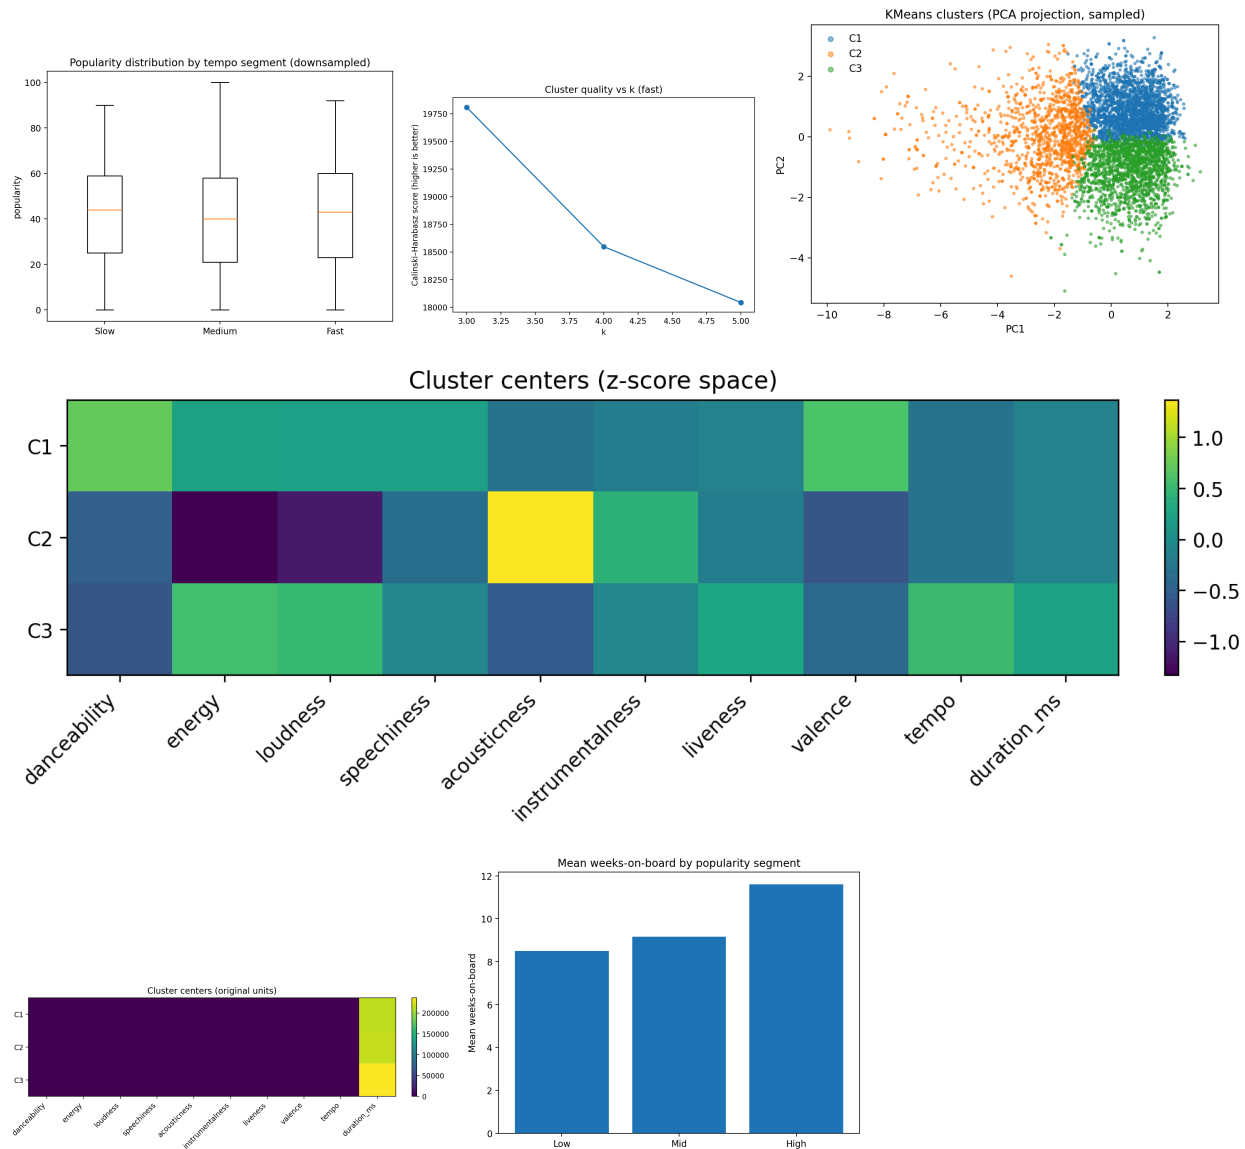 Popularity distribution by tempo segment (downsampled)
popularity
100
80
60
40
20
0
Slow Medium Fast
Cluster quality vs k (fast)
Calinski-Harabasz score (higher is better)
19750
19500
19250
19000
18750
18500
18250
18000
3.00 3.25 3.50 3.75 4.00 4.25 4.50 4.75 5.00
k
KMeans clusters (PCA projection, sampled)
C1
C2
C3
PC2
2
0
−2
−4
−10 −8 −6 −4 −2 0 2
PC1
Cluster centers (z-score space)
C1
C2
C3
danceability energy loudness speechiness acousticness instrumentalness liveness valence tempo duration_ms
1.0
0.5
0.0
−0.5
−1.0
Cluster centers (original units)
C1
C2
C3
danceability energy loudness speechiness acousticness instrumentalness liveness valence tempo duration_ms
200000
150000
100000
50000
0
Mean weeks-on-board by popularity segment
Mean weeks-on-board
12
10
8
6
4
2
0
Low Mid High